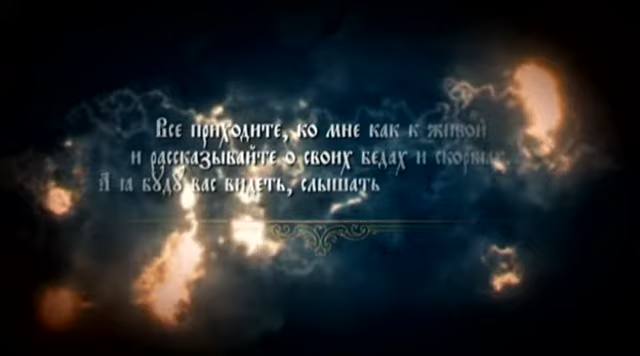 Все приходите, ко мне как к живой
и рассказывайте о своих бедах и скорбях.
А я буду вас видеть, слышать